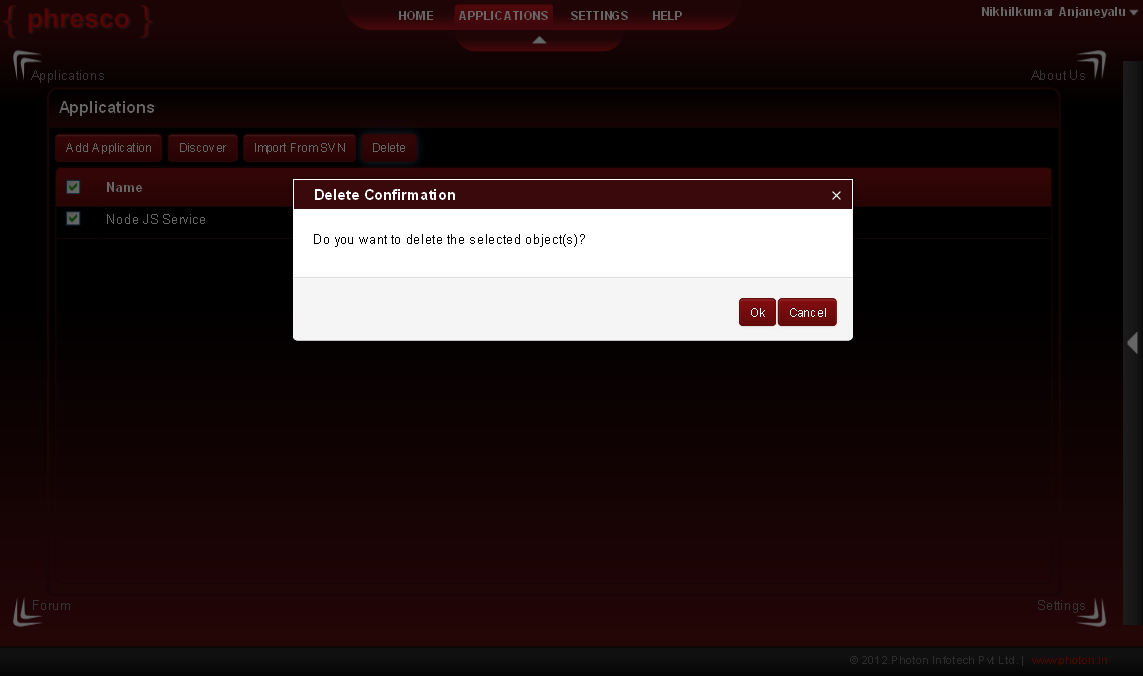 { phresco }
HOME APPLICATIONS SETTINGS HELP
Nikhilkumar Anjaneyalu
Applications
About Us
Applications
Add Application Discover Import From SVN Delete
Name
Node JS Service
Delete Confirmation ×
Do you want to delete the selected object(s)?
Ok Cancel
Forum
Settings
© 2012.Photon Infotech Pvt Ltd. | www.photon.in